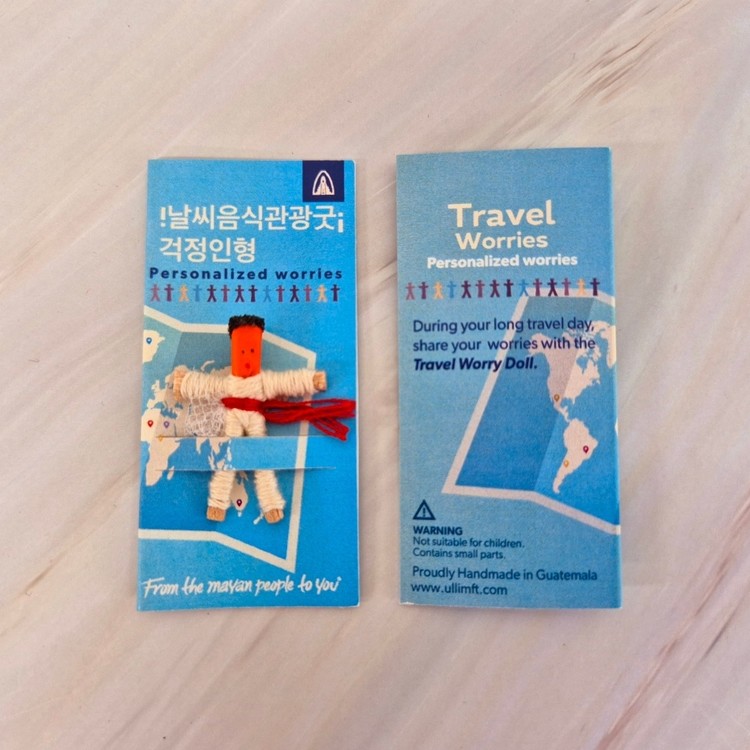 !날씨음식관광굿¡
걱정인형
Personalized worries
From the mayan people to you
Travel
Worries
Personalized worries
During your long travel day,
share your worries with the
Travel Worry Doll.
WARNING
Not suitable for children.
Contains small parts.
Proudly Handmade in Guatemala
www.ullimft.com